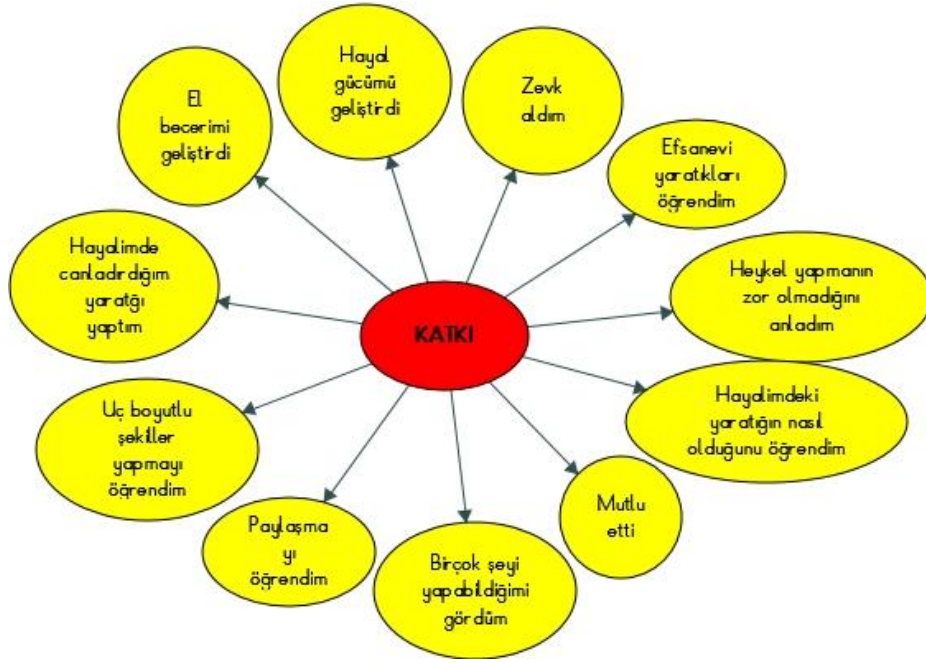 Hayal
gücümü
geliştirdi
Zevk
aldım
El
becerimi
geliştirdi
Efsanevi
yaratıkları
öğrendim
Hayalimde
canladırdığım
yaratğı
yaptım
Heykel yapmanın
zor olmadığını
anladım
KATKI
Hayalimdeki
yaratığın nasıl
olduğunu öğrendim
Uç boyutlu
şekiller
yapmayı
öğrendim
Mutlu
etti
Paylaşma
yı
öğrendim
Birçok şeyi
yapabildiğimi
gördüm